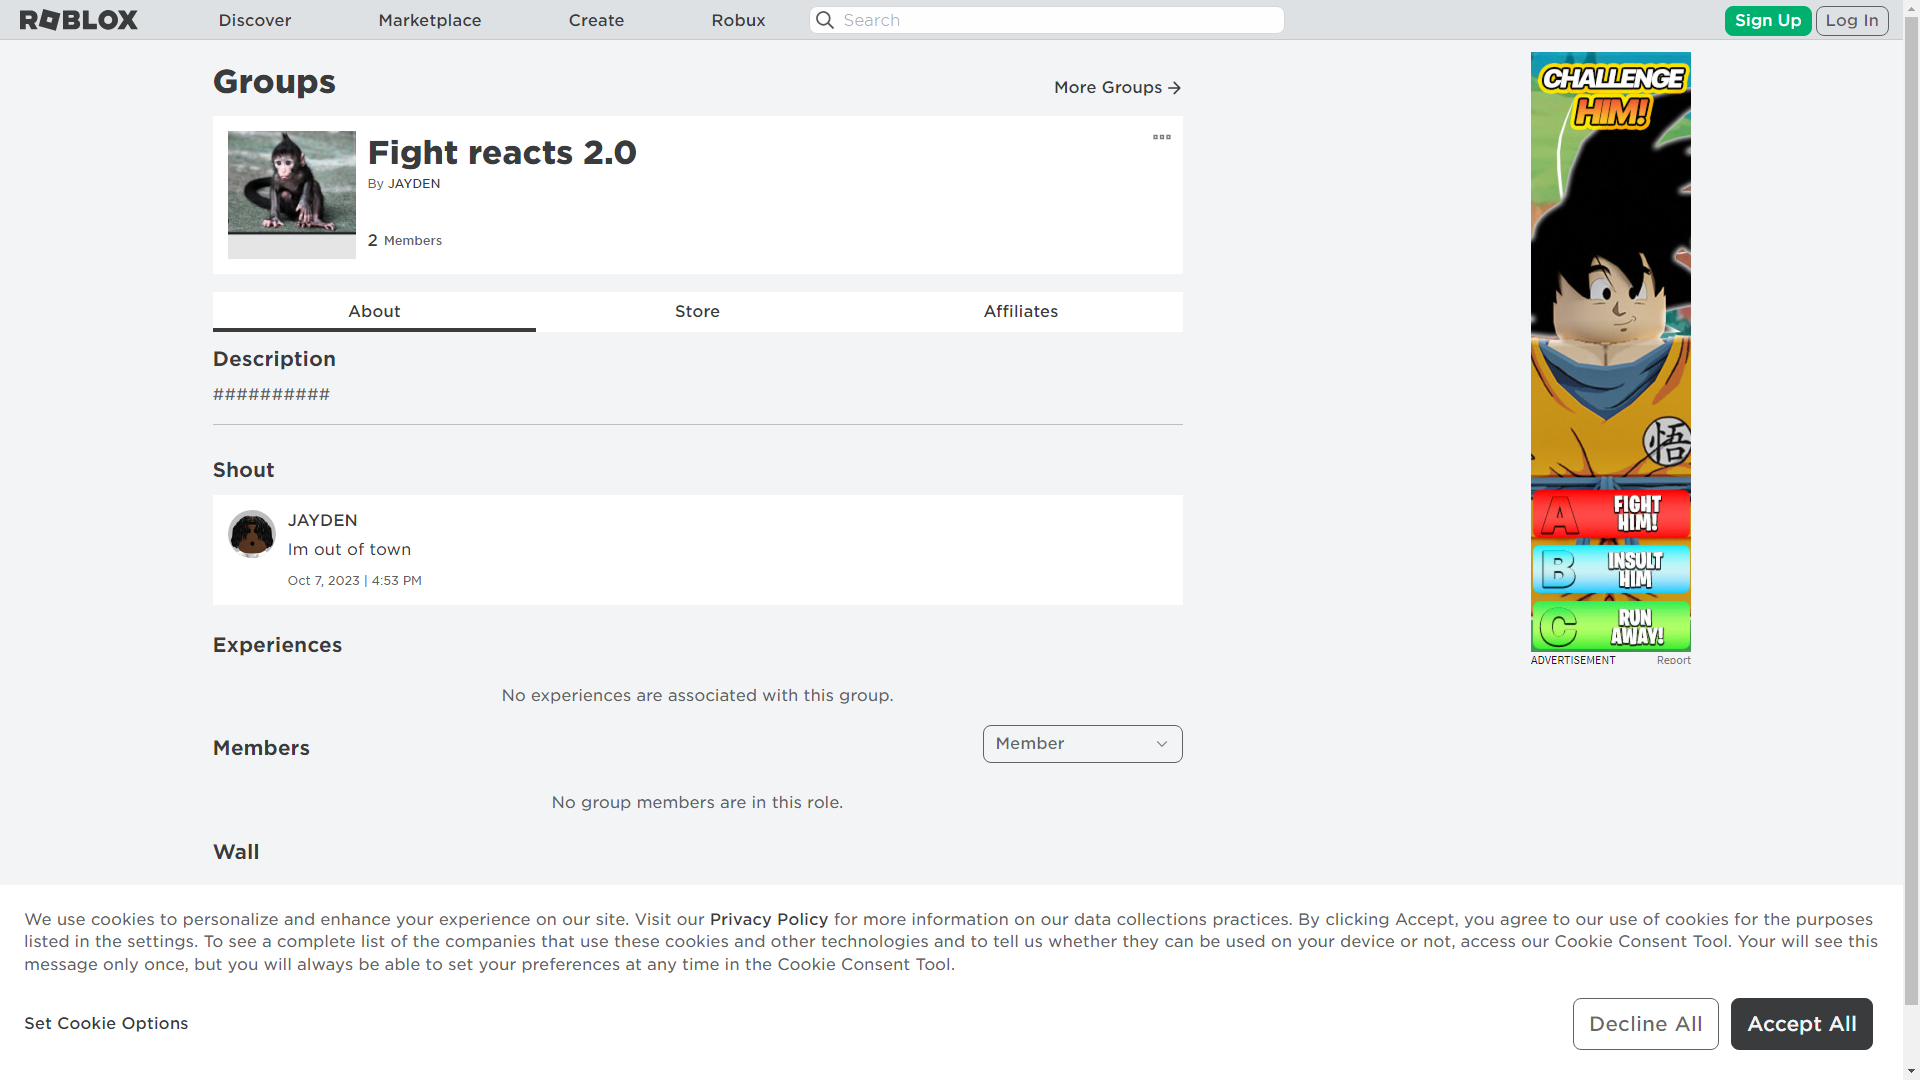 ROBLOX
Discover
Marketplace
Create
Robux
Search
Sign Up
Log In
Groups
More Groups
Fight reacts 2.0
By JAYDEN
2 Members
About
Store
Affiliates
Description
##########
Shout
JAYDEN
Im out of town
Oct 7, 2023 | 4:53 PM
Experiences
No experiences are associated with this group.
Members
Member
No group members are in this role.
Wall
CHALLENGE
HIM!
悟
A FIGHT
HIM!
B INSULT
HIM
C RUN
AWAY!
ADVERTISEMENT
Report
We use cookies to personalize and enhance your experience on our site. Visit our Privacy Policy for more information on our data collections practices. By clicking Accept, you agree to our use of cookies for the purposes
listed in the settings. To see a complete list of the companies that use these cookies and other technologies and to tell us whether they can be used on your device or not, access our Cookie Consent Tool. Your will see this
message only once, but you will always be able to set your preferences at any time in the Cookie Consent Tool.
Set Cookie Options
Decline All
Accept All